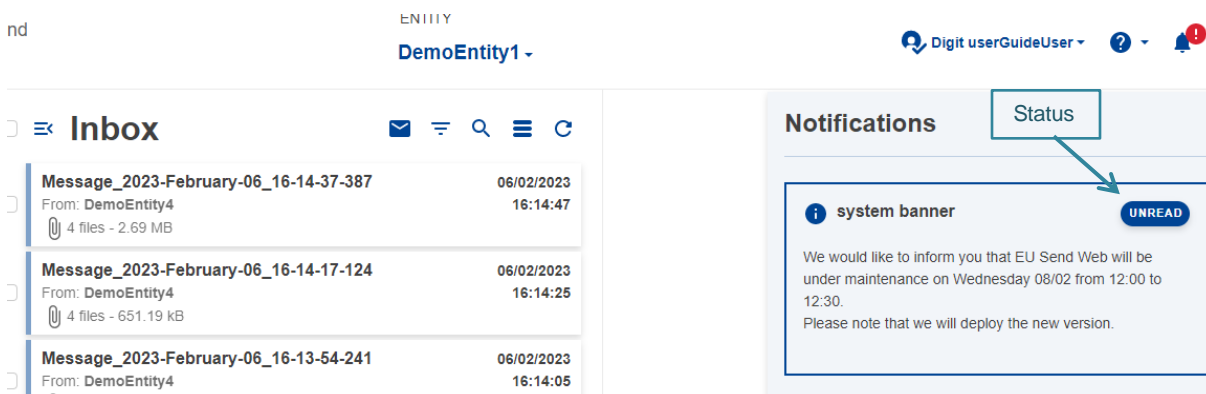 nd
ENTITY
DemoEntity1
Digit userGuideUser
?
!
Inbox
Message_2023-February-06_16-14-37-387
06/02/2023
From: DemoEntity4
16:14:47
4 files - 2.69 MB
Message_2023-February-06_16-14-17-124
06/02/2023
From: DemoEntity4
16:14:25
4 files - 651.19 kB
Message_2023-February-06_16-13-54-241
06/02/2023
From: DemoEntity4
16:14:05
Notifications
Status
system banner
UNREAD
We would like to inform you that EU Send Web will be
under maintenance on Wednesday 08/02 from 12:00 to
12:30.
Please note that we will deploy the new version.